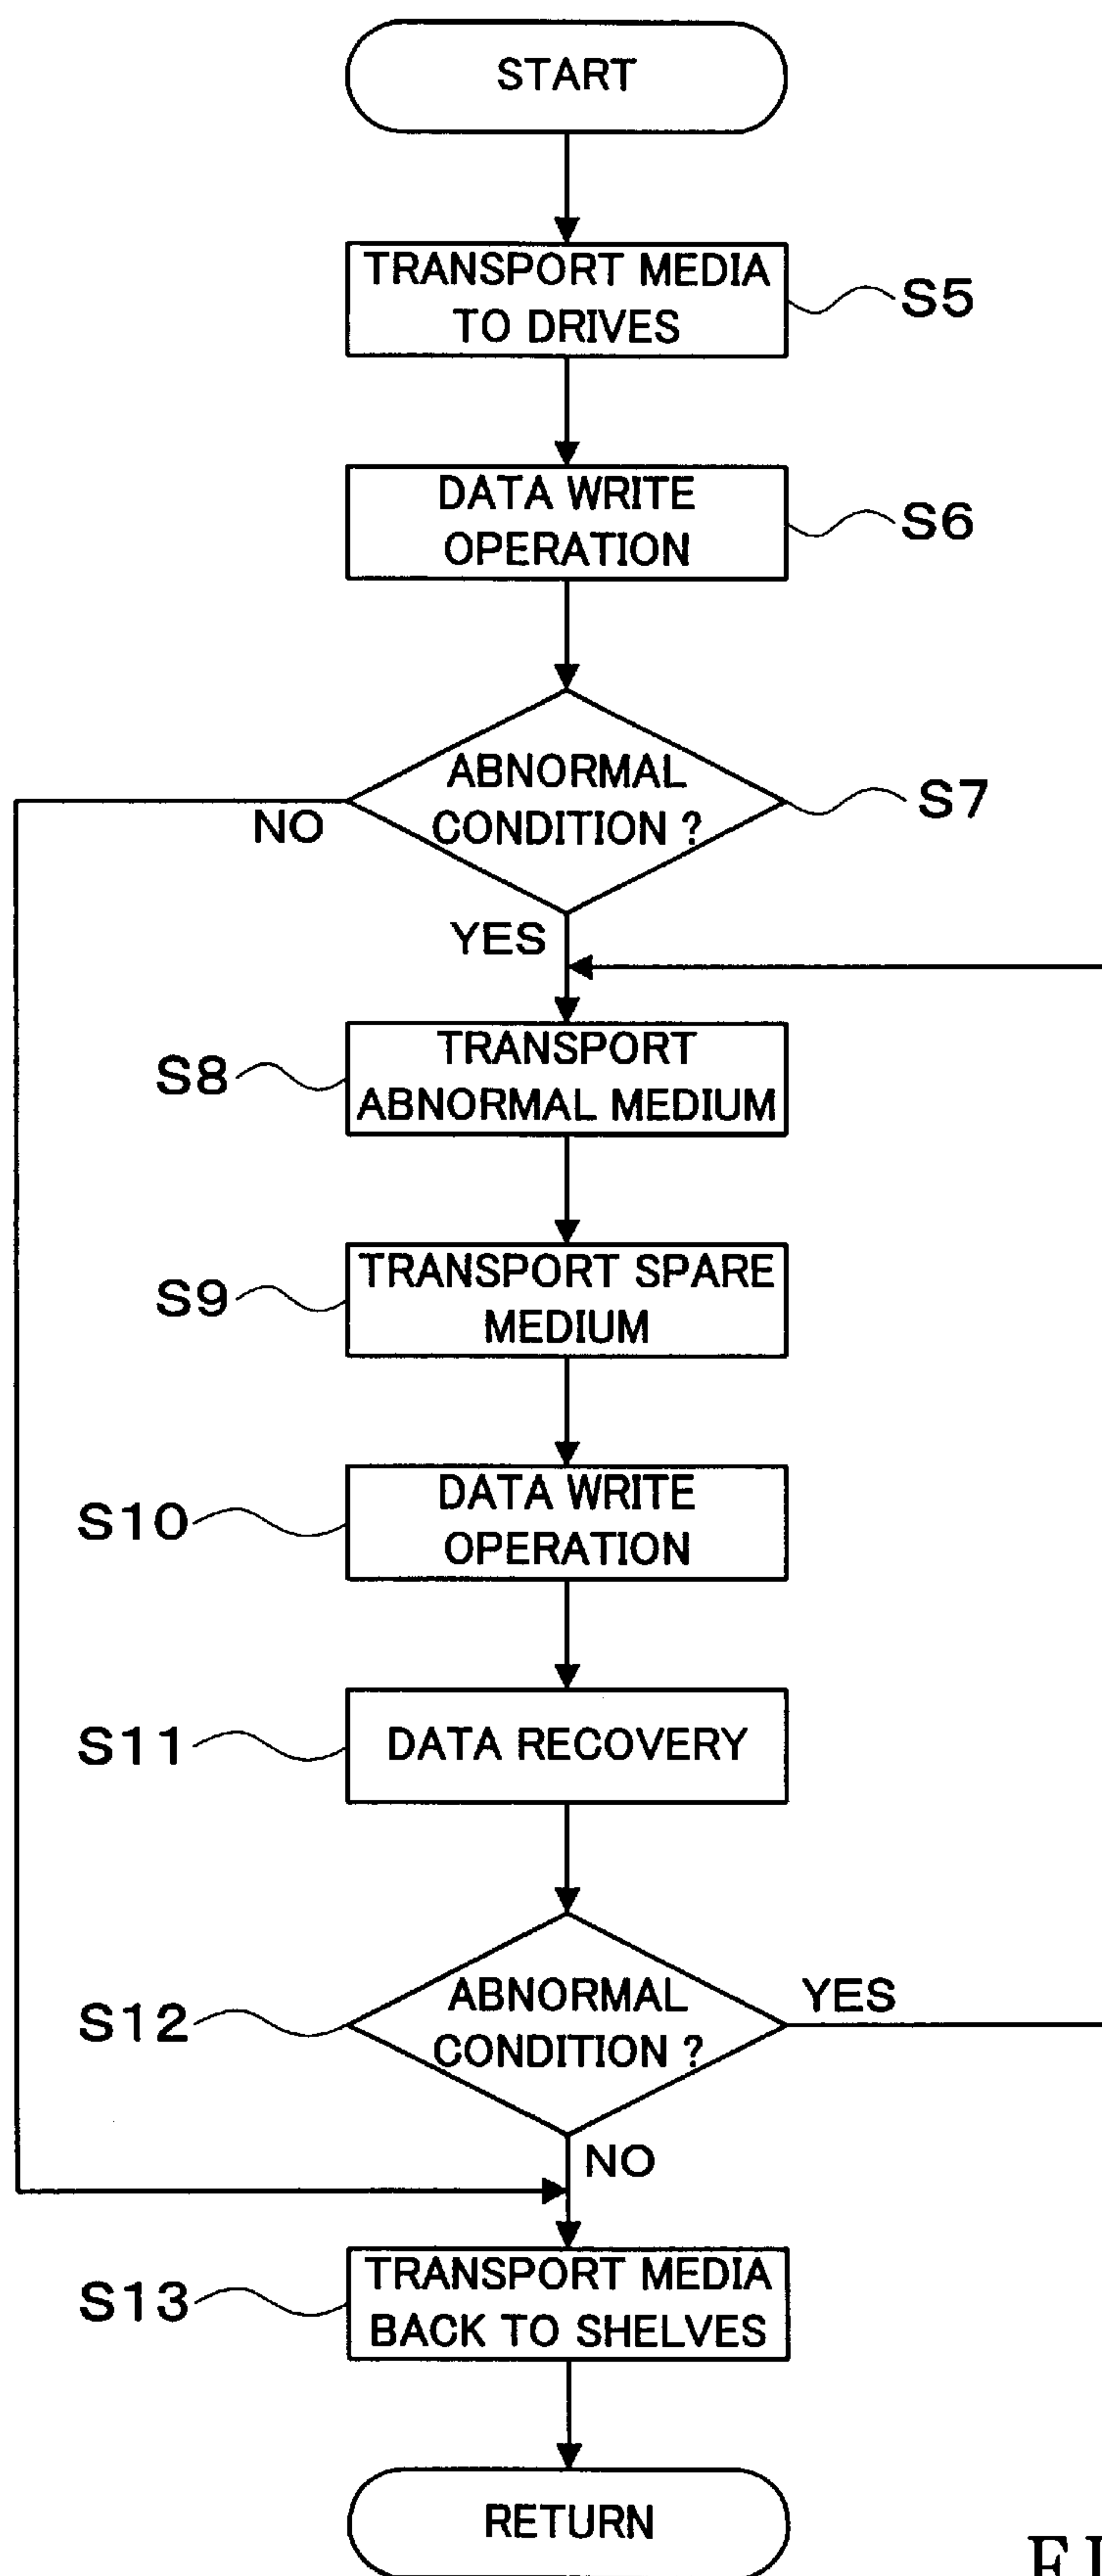 START
TRANSPORT MEDIA
TO DRIVES
S5
DATA WRITE
OPERATION
S6
ABNORMAL
CONDITION ?
S7
NO
YES
S8
TRANSPORT
ABNORMAL MEDIUM
S9
TRANSPORT SPARE
MEDIUM
S10
DATA WRITE
OPERATION
S11
DATA RECOVERY
S12
ABNORMAL
CONDITION ?
YES
NO
S13
TRANSPORT MEDIA
BACK TO SHELVES
RETURN